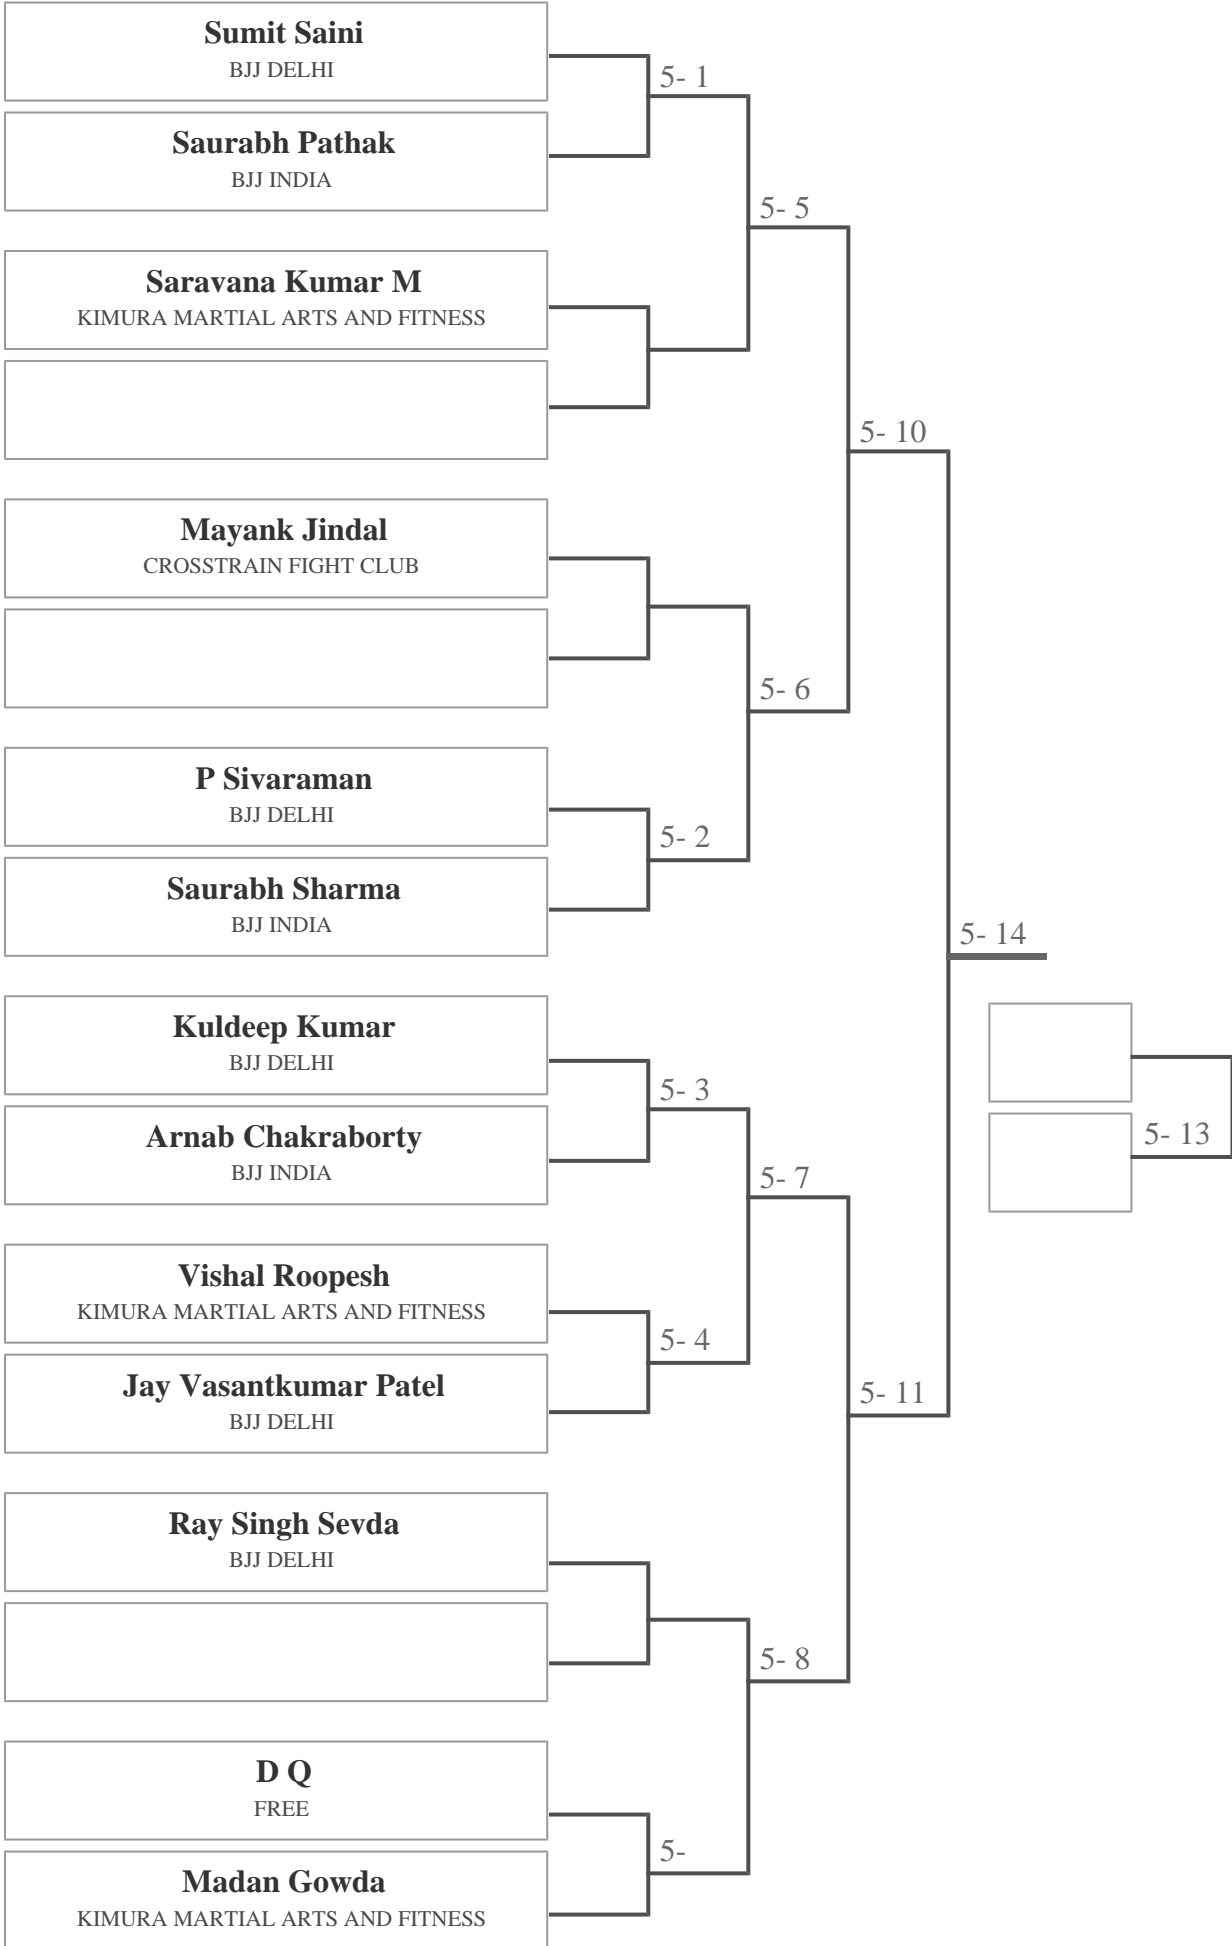 Sumit Saini
BJJ DELHI
5- 1
Saurabh Pathak
BJJ INDIA
5- 5
Saravana Kumar M
KIMURA MARTIAL ARTS AND FITNESS
5- 10
Mayank Jindal
CROSSTRAIN FIGHT CLUB
5- 6
P Sivaraman
BJJ DELHI
5- 2
Saurabh Sharma
BJJ INDIA
5- 14
Kuldeep Kumar
BJJ DELHI
5- 3
Arnab Chakraborty
BJJ INDIA
5- 13
5- 7
Vishal Roopesh
KIMURA MARTIAL ARTS AND FITNESS
5- 4
Jay Vasantkumar Patel
BJJ DELHI
5- 11
Ray Singh Sevda
BJJ DELHI
5- 8
D Q
FREE
5-
Madan Gowda
KIMURA MARTIAL ARTS AND FITNESS